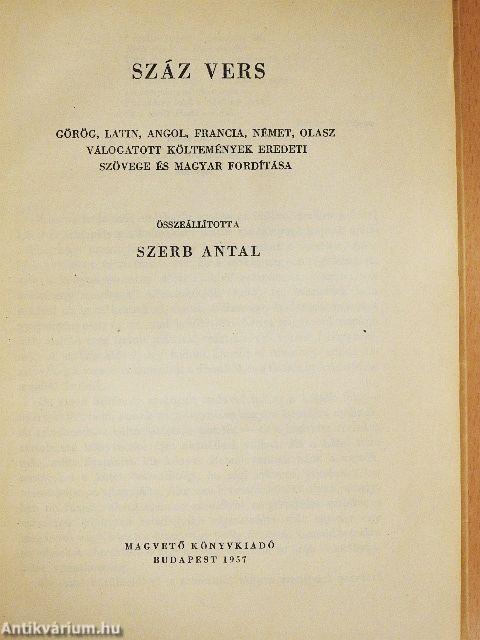 SZÁZ VERS
GÖRÖG, LATIN, ANGOL, FRANCIA, NÉMET, OLASZ
VÁLOGATOTT KÖLTEMÉNYEK EREDETI
SZÖVEGE ÉS MAGYAR FORDÍTÁSA
ÖSSZEÁLLÍTOTTA
SZERB ANTAL
MAGVETŐ KÖNYVKIADÓ
BUDAPEST 1957
Antikvárium.hu